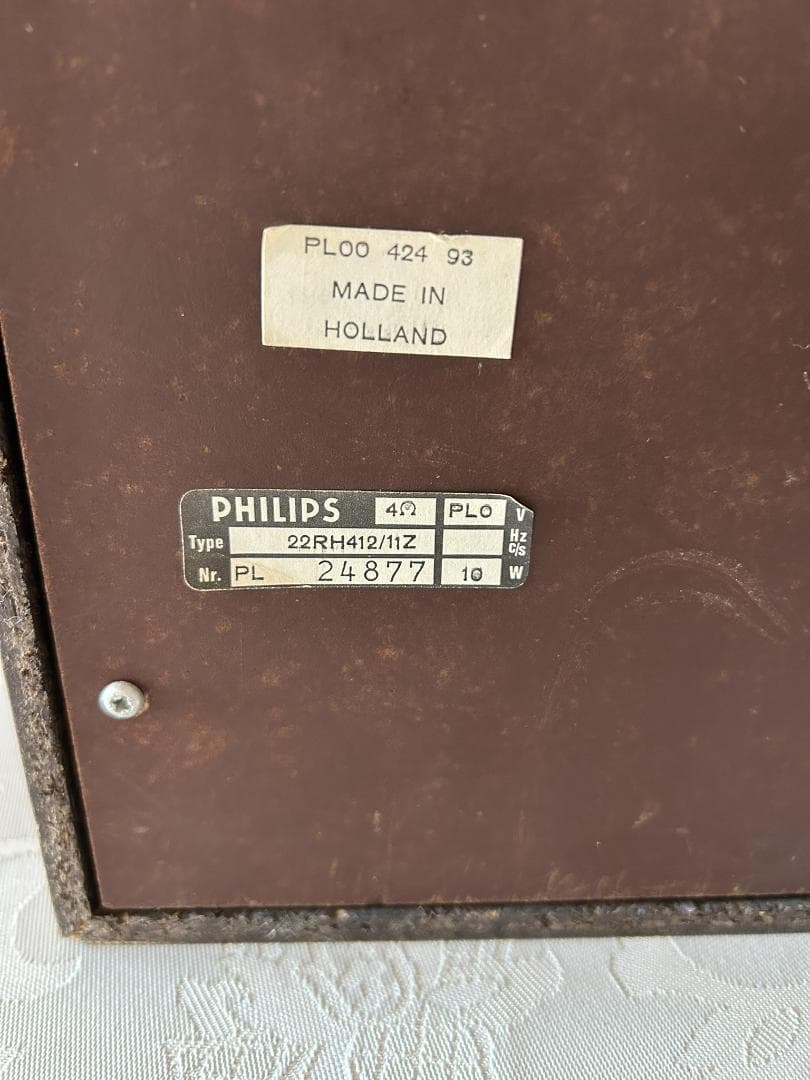 PL00 424 93
MADE IN
HOLLAND
PHILIPS 4Ω PL0 V
Type 22RH412/11Z Hz c/s
Nr. PL 24877 10 W